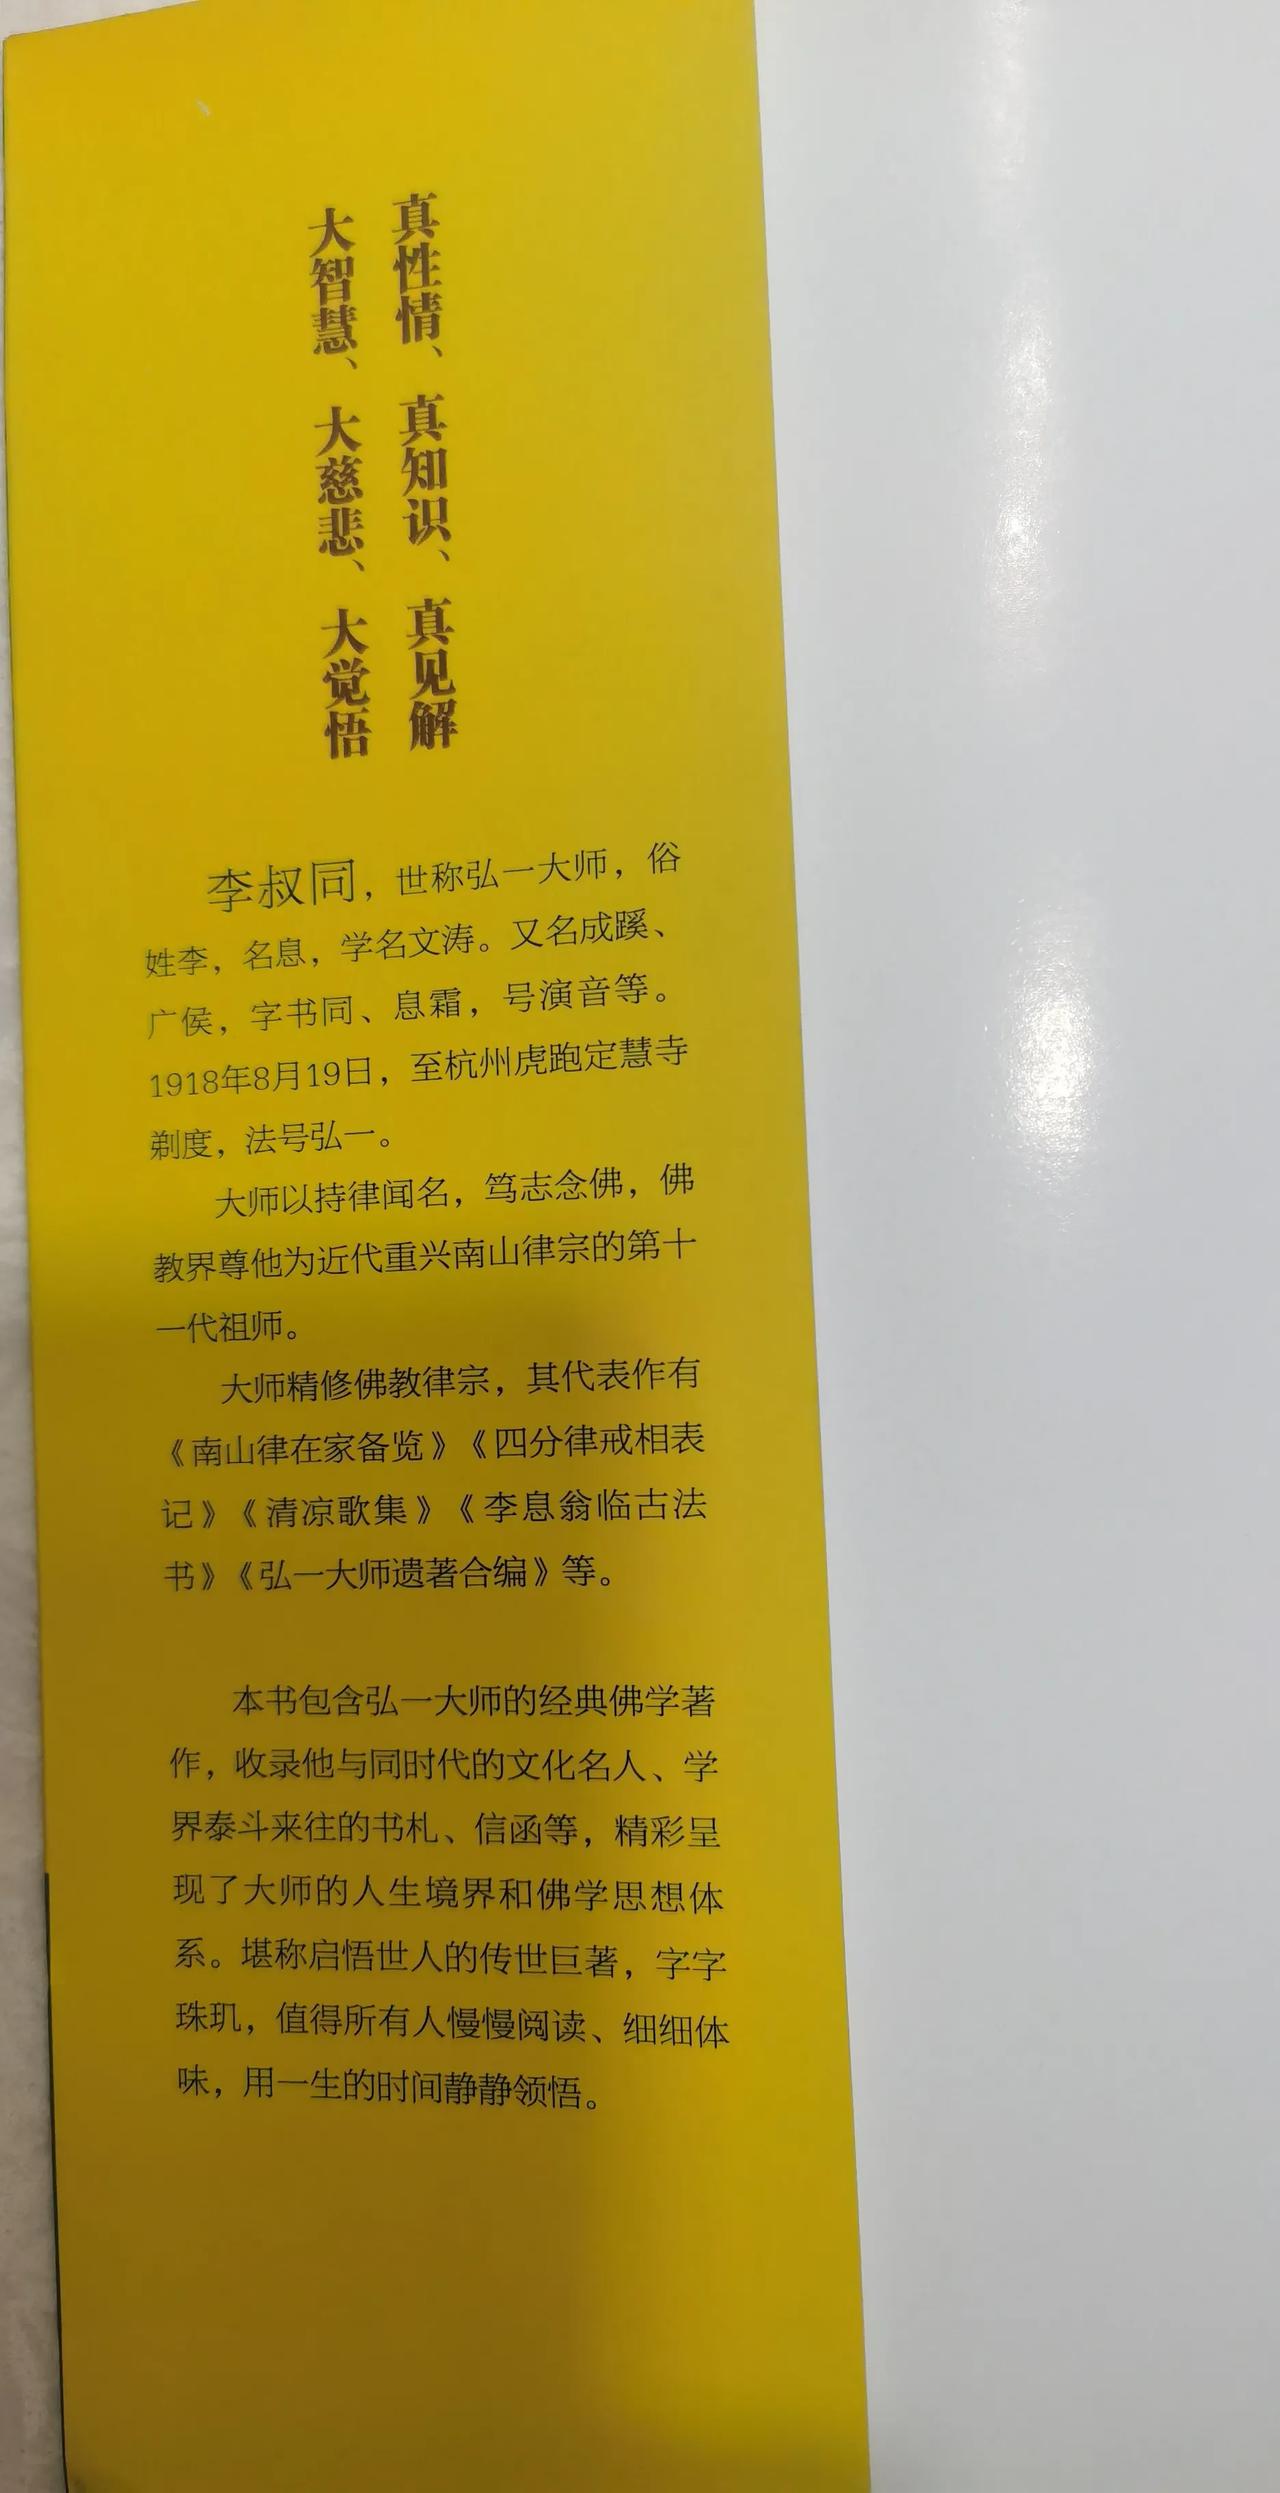 真性情、真知识、真见解
大智慧、大慈悲、大觉悟
李叔同，世称弘一大师，俗
姓李，名息，学名文涛。又名成蹊、
广侯，字书同、息霜，号演音等。
1918年8月19日，至杭州虎跑定慧寺
剃度，法号弘一。
大师以持律闻名，笃志念佛，佛
教界尊他为近代重兴南山律宗的第十
一代祖师。
大师精修佛教律宗，其代表作有
《南山律在家备览》《四分律戒相表
记》《清凉歌集》《李息翁临古法
书》《弘一大师遗著合编》等。
本书包含弘一大师的经典佛学著
作，收录他与同时代的文化名人、学
界泰斗来往的书札、信函等，精彩呈
现了大师的人生境界和佛学思想体
系。堪称启悟世人的传世巨著，字字
珠玑，值得所有人慢慢阅读、细细体
味，用一生的时间静静领悟。